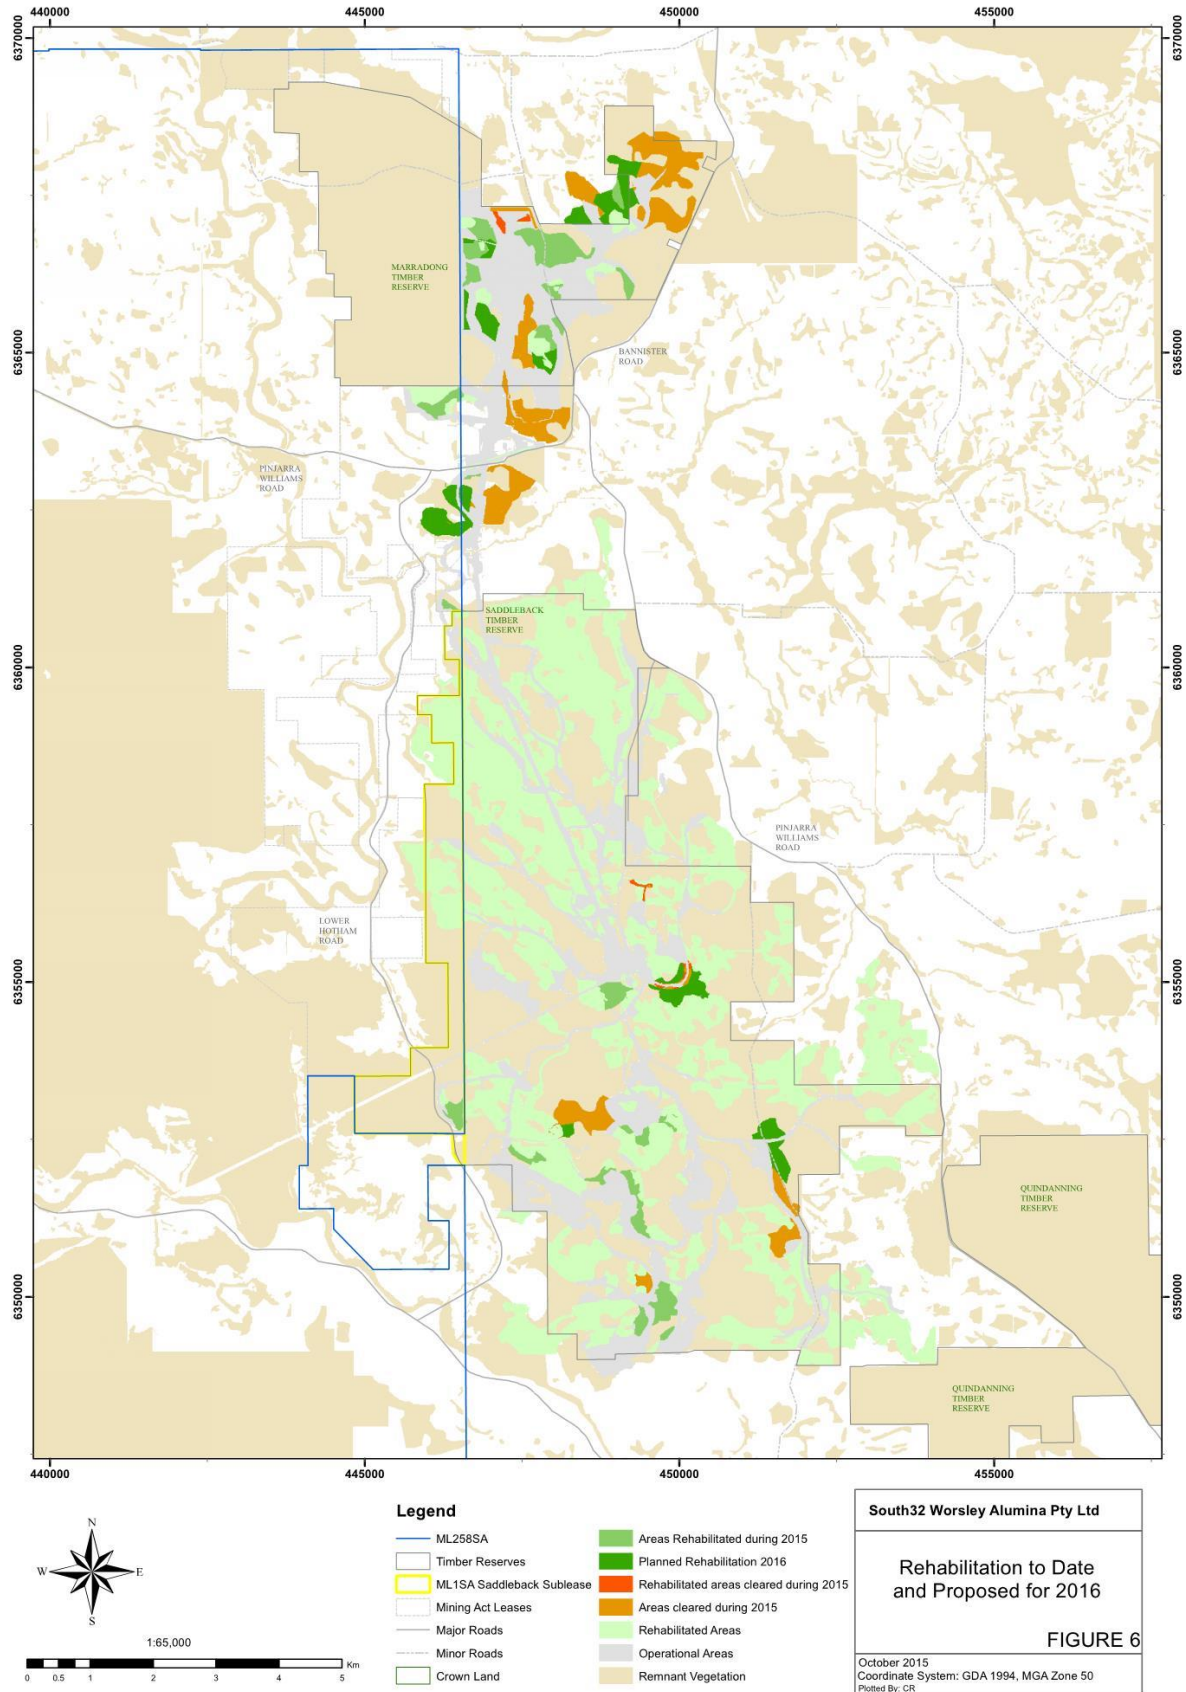 440000 445000 450000 455000
6370000 6370000
MARRADONG
TIMBER
RESERVE
BANNISTER
ROAD
6365000 6365000
PINJARRA
WILLIAMS
ROAD
SADDLEBACK
TIMBER
RESERVE
6360000 6360000
PINJARRA
WILLIAMS
ROAD
LOWER
HOTHAM
ROAD
6355000 6355000
QUINDANNING
TIMBER
RESERVE
6350000 6350000
QUINDANNING
TIMBER
RESERVE
440000 445000 450000 455000
N
W E
S
1:65,000
Km
0 0.5 1 2 3 4 5
Legend
ML258SA
Timber Reserves
ML1SA Saddleback Sublease
Mining Act Leases
Major Roads
Minor Roads
Crown Land
Areas Rehabilitated during 2015
Planned Rehabilitation 2016
Rehabilitated areas cleared during 2015
Areas cleared during 2015
Rehabilitated Areas
Operational Areas
Remnant Vegetation
South32 Worsley Alumina Pty Ltd
Rehabilitation to Date
and Proposed for 2016
FIGURE 6
October 2015
Coordinate System: GDA 1994, MGA Zone 50
Plotted By: CR